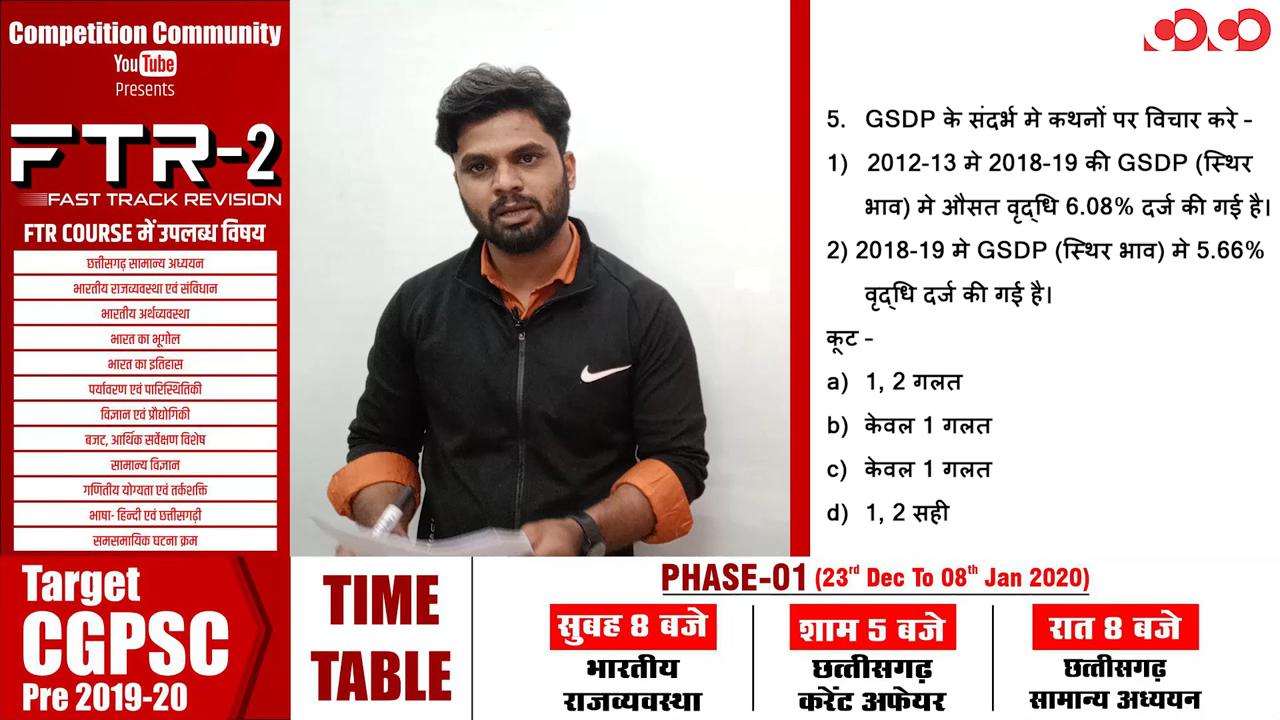 Competition Community
YouTube
Presents
FTR-2
FAST TRACK REVISION
FTR COURSE में उपलब्ध विषय
छत्तीसगढ़ सामान्य अध्ययन
भारतीय राजव्यवस्था एवं संविधान
भारतीय अर्थव्यवस्था
भारत का भूगोल
भारत का इतिहास
पर्यावरण एवं पारिस्थितिकी
विज्ञान एवं प्रौद्योगिकी
बजट, आर्थिक सर्वेक्षण विशेष
सामान्य विज्ञान
गणितीय योग्यता एवं तर्कशक्ति
भाषा- हिन्दी एवं छत्तीसगढ़ी
समसमायिक घटना क्रम
5. GSDP के संदर्भ मे कथनों पर विचार करे –
1) 2012-13 मे 2018-19 की GSDP (स्थिर
भाव) मे औसत वृद्धि 6.08% दर्ज की गई है।
2) 2018-19 मे GSDP (स्थिर भाव) मे 5.66%
वृद्धि दर्ज की गई है।
कूट –
a) 1, 2 गलत
b) केवल 1 गलत
c) केवल 1 गलत
d) 1, 2 सही
Target
CGPSC
Pre 2019-20
TIME
TABLE
PHASE-01 (23rd Dec To 08th Jan 2020)
सुबह 8 बजे
भारतीय
राजव्यवस्था
शाम 5 बजे
छत्तीसगढ़
करेंट अफेयर
रात 8 बजे
छत्तीसगढ़
सामान्य अध्ययन